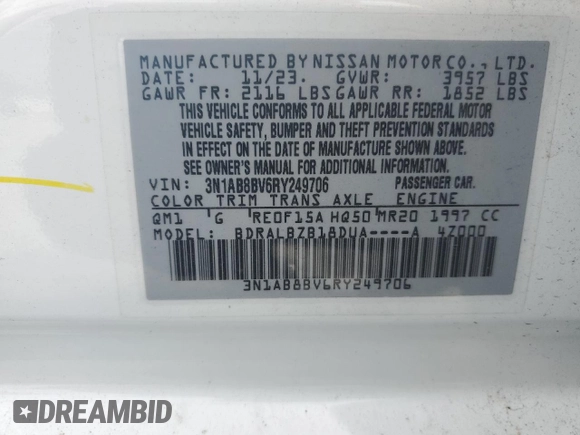 MANUFACTURED BY NISSAN MOTOR CO., LTD.
DATE: 11/23. GVWR: 3957 LBS
GAWR FR: 2116 LBS GAWR RR: 1852 LBS
THIS VEHICLE CONFORMS TO ALL APPLICABLE FEDERAL MOTOR
VEHICLE SAFETY, BUMPER AND THEFT PREVENTION STANDARDS
IN EFFECT ON THE DATE OF MANUFACTURE SHOWN ABOVE.
SEE OWNER'S MANUAL FOR ADDITIONAL INFORMATION.
VIN: 3N1AB8BV6RY249706 PASSENGER CAR.
COLOR TRIM TRANS AXLE ENGINE
QM1 G RE0F15A HQ50 MR20 1997 CC
MODEL: BDRALBZB18DUA----A 4Z000
3N1AB8BV6RY249706
DREAMBID